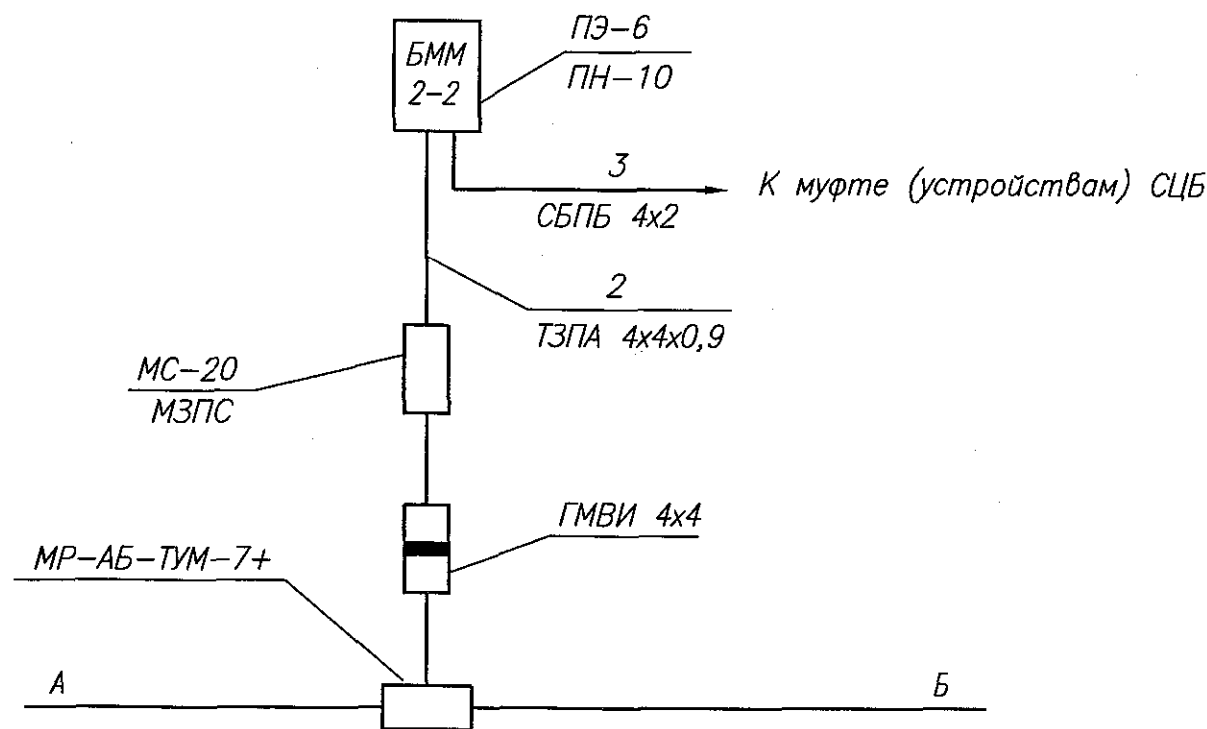 БММ
2-2
ПЭ-6
ПН-10
3
СБПБ 4х2
К муфте (устройствам) СЦБ
2
ТЗПА 4х4х0,9
МС-20
МЗПС
ГМВИ 4х4
МР-АБ-ТУМ-7+
А
Б